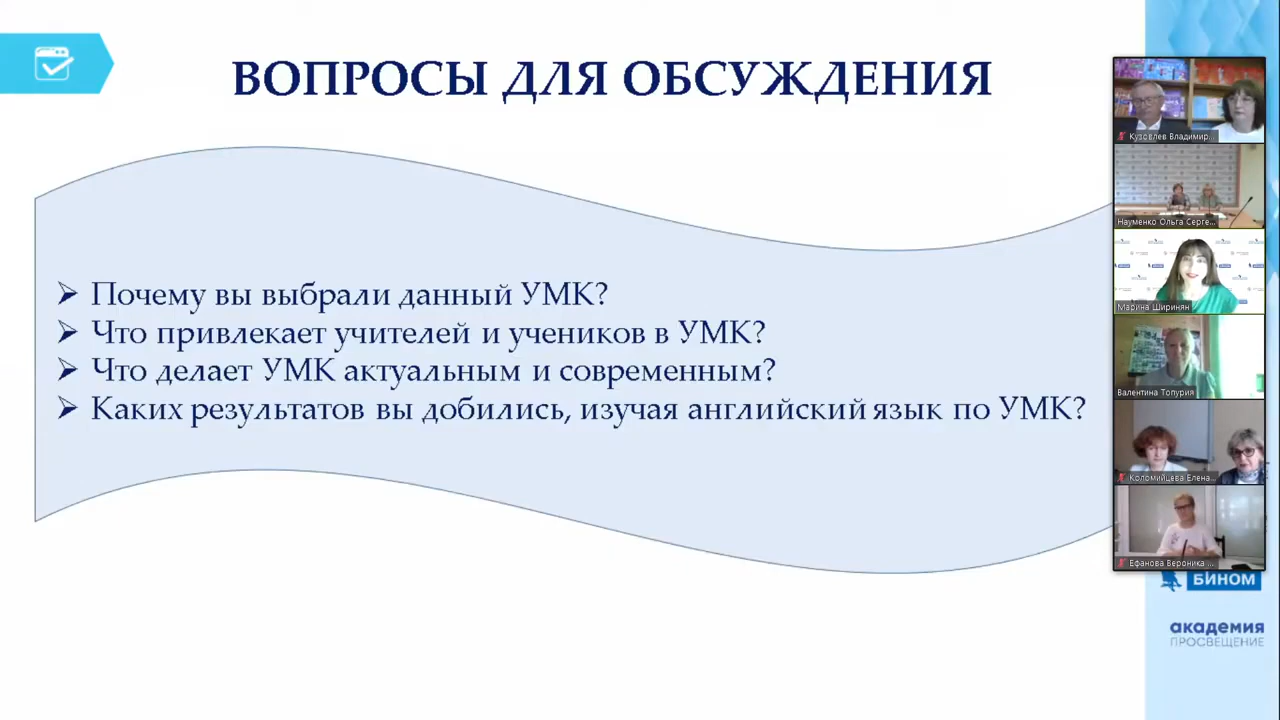 ВОПРОСЫ ДЛЯ ОБСУЖДЕНИЯ
Почему вы выбрали данный УМК?
Что привлекает учителей и учеников в УМК?
Что делает УМК актуальным и современным?
Каких результатов вы добились, изучая английский язык по УМК?
Кузовлев Владимир...
Науменко Ольга Серге...
Марина Ширинян
Валентина Топурия
Коломийцева Елена...
Ефанова Вероника ...
БИНОМ
академия
ПРОСВЕЩЕНИЕ